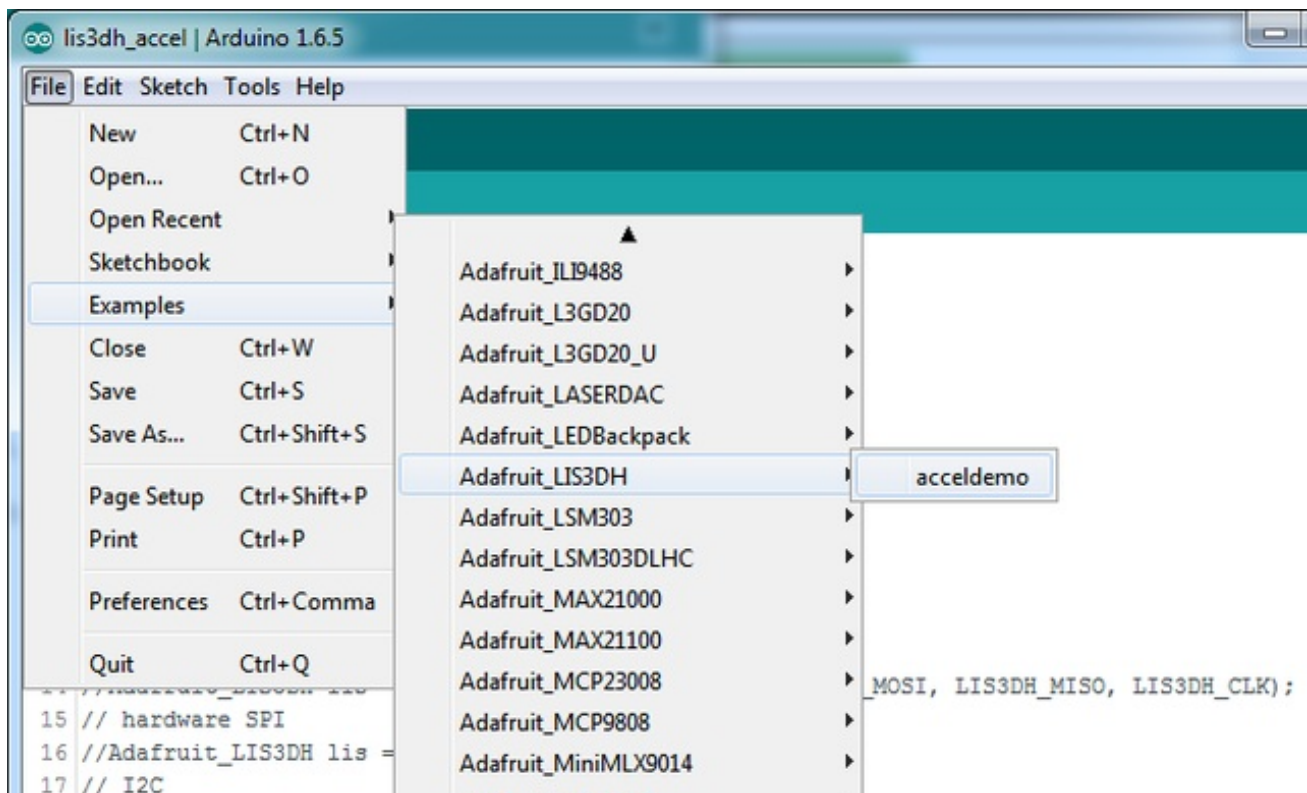 lis3dh_accel | Arduino 1.6.5
File Edit Sketch Tools Help
New Ctrl+N
Open... Ctrl+O
Open Recent
Sketchbook
Examples
Close Ctrl+W
Save Ctrl+S
Save As... Ctrl+Shift+S
Page Setup Ctrl+Shift+P
Print Ctrl+P
Preferences Ctrl+Comma
Quit Ctrl+Q
Adafruit_ILI9488
Adafruit_L3GD20
Adafruit_L3GD20_U
Adafruit_LASERDAC
Adafruit_LEDBackpack
Adafruit_LIS3DH
Adafruit_LSM303
Adafruit_LSM303DLHC
Adafruit_MAX21000
Adafruit_MAX21100
Adafruit_MCP23008
Adafruit_MCP9808
Adafruit_MiniMLX9014
acceldemo
_MOSI, LIS3DH_MISO, LIS3DH_CLK);
15 // hardware SPI
16 //Adafruit_LIS3DH lis =
17 // I2C